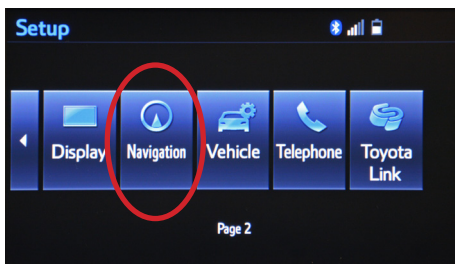 Setup
Display
Navigation
Vehicle
Telephone
Toyota
Link
Page 2